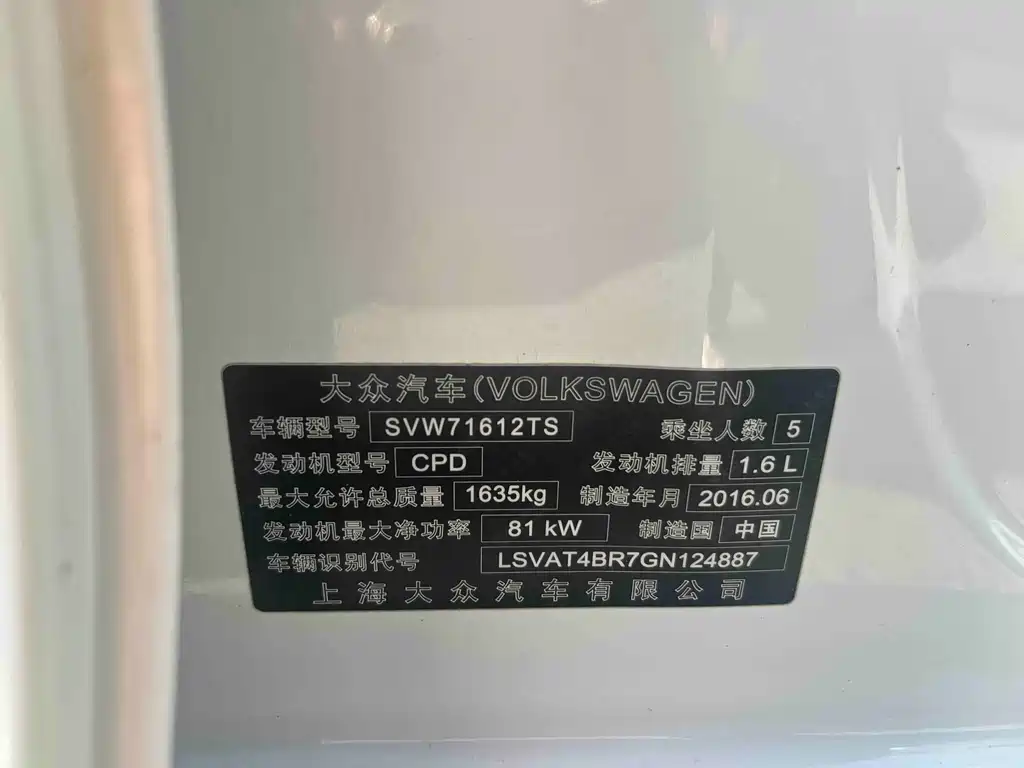 大众汽车(VOLKSWAGEN)
车辆型号 SVW71612TS 乘坐人数 5
发动机型号 CPD 发动机排量 1.6 L
最大允许总质量 1635kg 制造年月 2016.06
发动机最大净功率 81 kW 制造国 中国
车辆识别代号 LSVAT4BR7GN124887
上海大众汽车有限公司